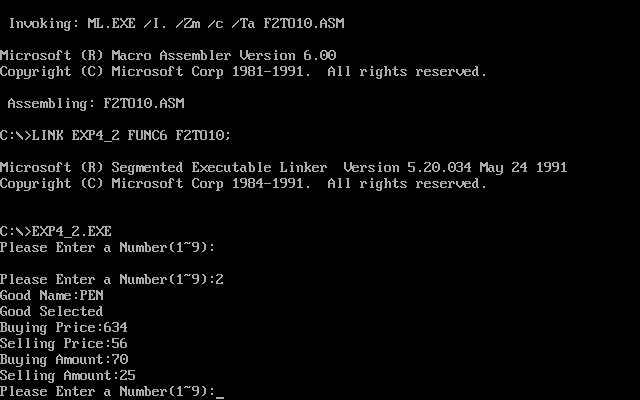 Invoking: ML.EXE /I. /Zm /c /Ta F2TO10.ASM
Microsoft (R) Macro Assembler Version 6.00
Copyright (C) Microsoft Corp 1981-1991.  All rights reserved.
Assembling: F2TO10.ASM
C:\>LINK EXP4_2 FUNC6 F2TO10;
Microsoft (R) Segmented Executable Linker  Version 5.20.034 May 24 1991
Copyright (C) Microsoft Corp 1984-1991.  All rights reserved.
C:\>EXP4_2.EXE
Please Enter a Number(1~9):
Please Enter a Number(1~9):2
Good Name:PEN
Good Selected
Buying Price:634
Selling Price:56
Buying Amount:70
Selling Amount:25
Please Enter a Number(1~9):_